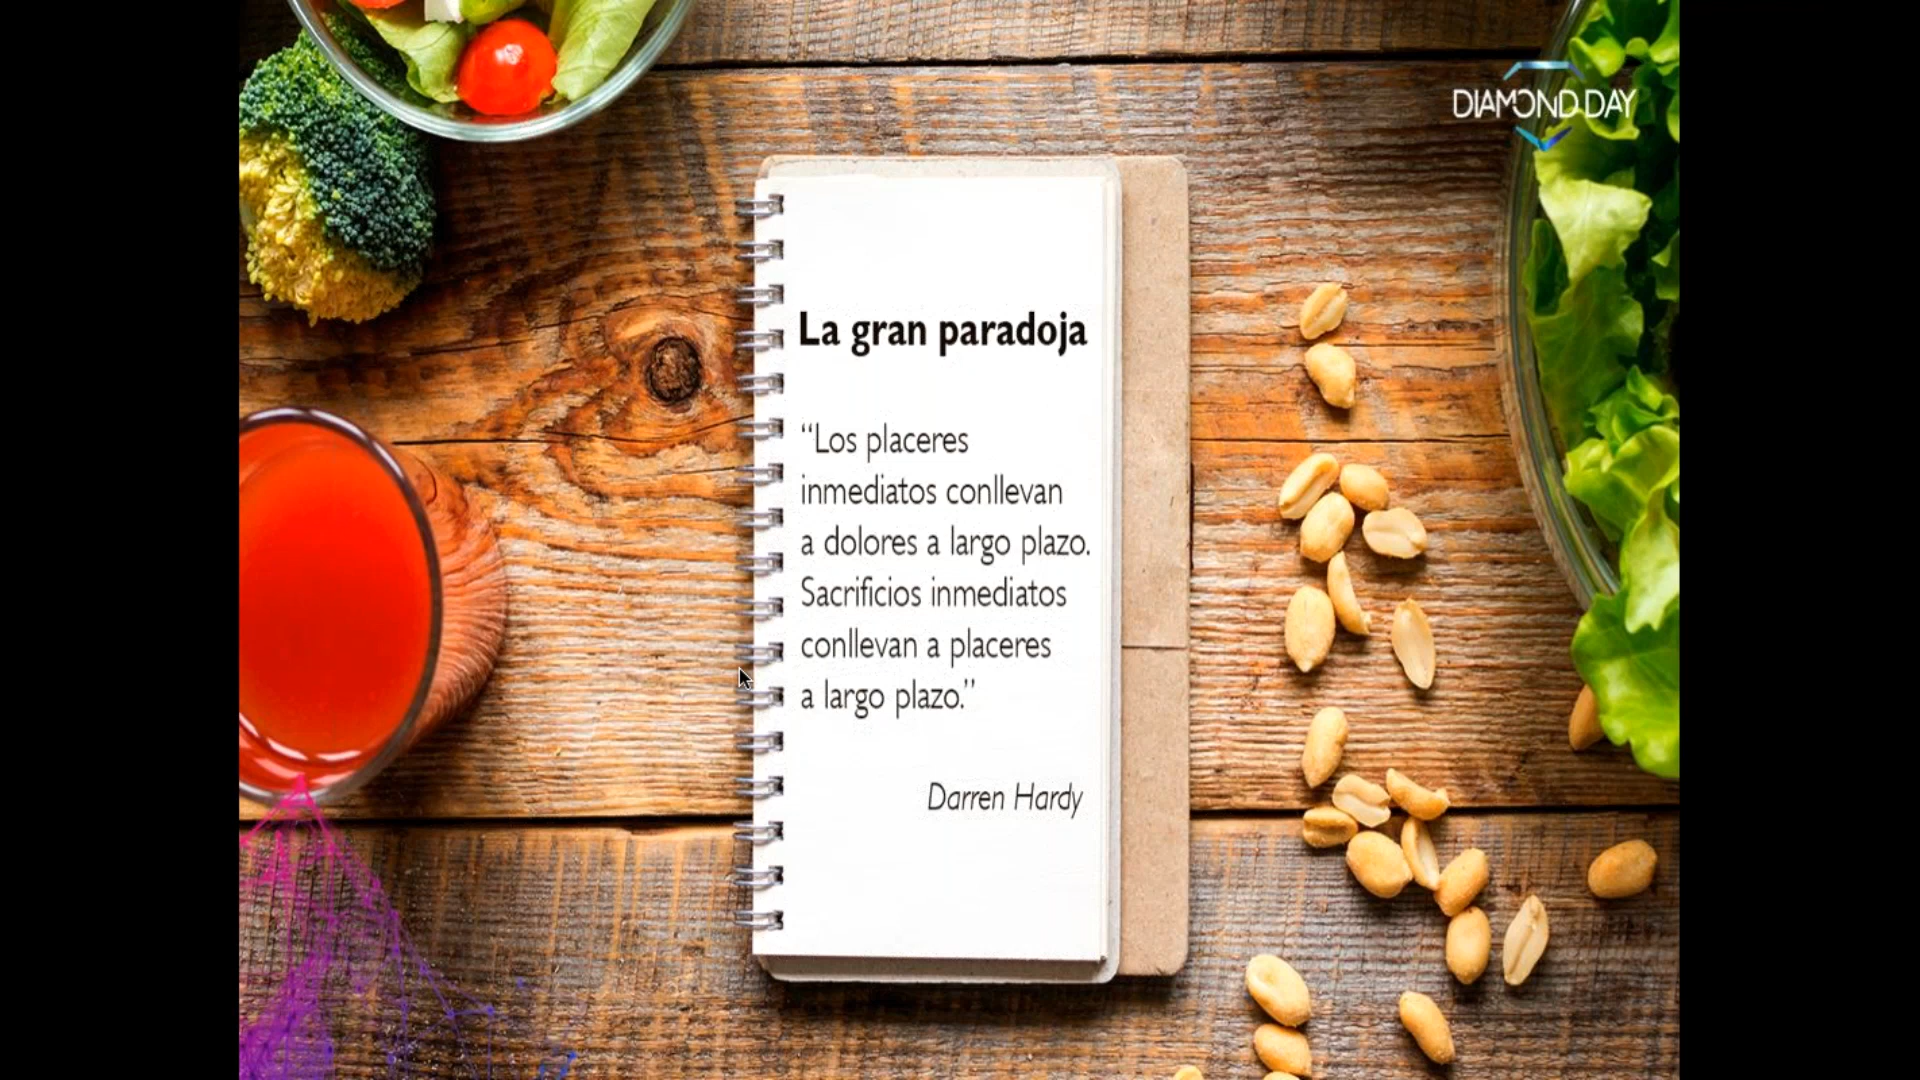 DIAMOND DAY
La gran paradoja
“Los placeres
inmediatos conllevan
a dolores a largo plazo.
Sacrificios inmediatos
conllevan a placeres
a largo plazo.”
Darren Hardy